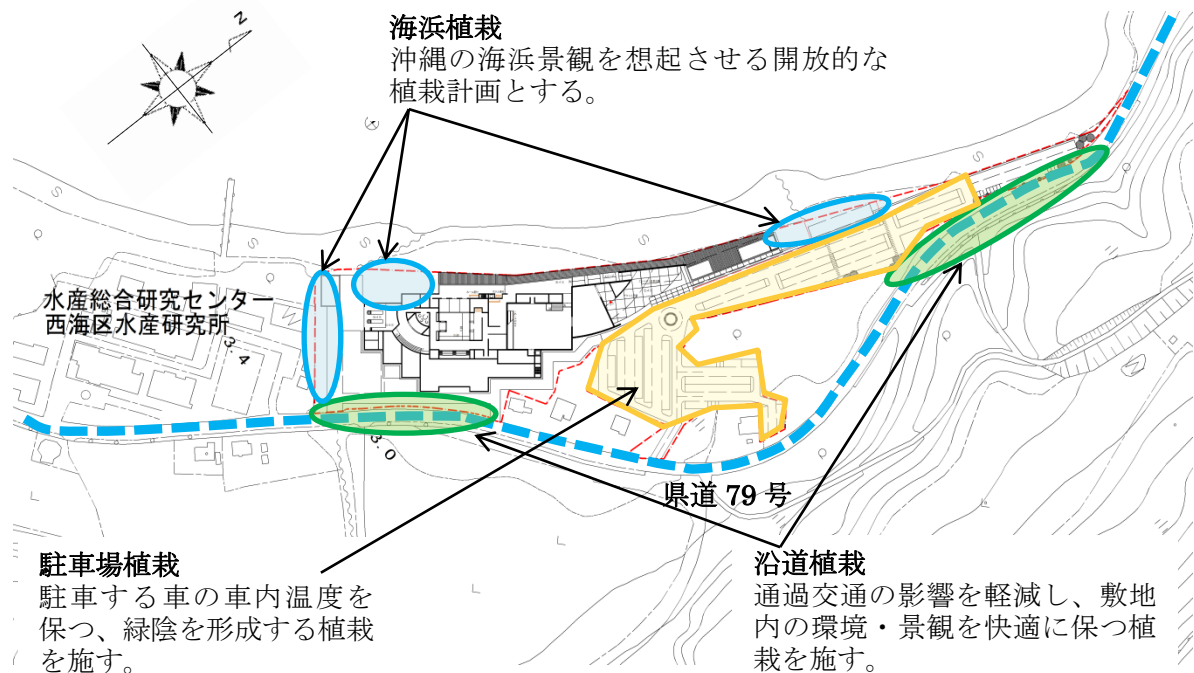 N
海浜植栽
沖縄の海浜景観を想起させる開放的な
植栽計画とする。
水産総合研究センター
西海区水産研究所
3.4
3.0
県道 79 号
駐車場植栽
駐車する車の車内温度を
保つ、緑陰を形成する植栽
を施す。
沿道植栽
通過交通の影響を軽減し、敷地
内の環境・景観を快適に保つ植
栽を施す。